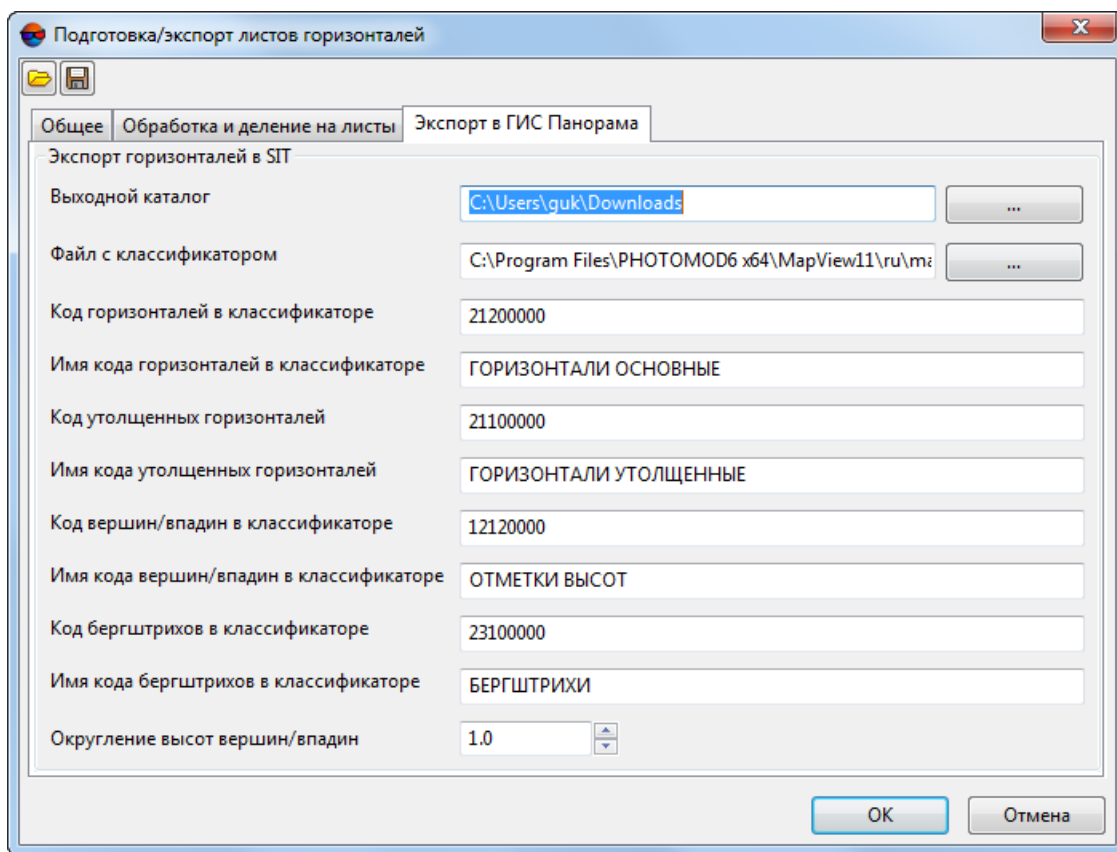 Подготовка/экспорт листов горизонталей
Общее Обработка и деление на листы Экспорт в ГИС Панорама
Экспорт горизонталей в SIT
Выходной каталог C:\Users\guk\Downloads ...
Файл с классификатором C:\Program Files\PHOTOMOD6 x64\MapView11\ru\ma ...
Код горизонталей в классификаторе 21200000
Имя кода горизонталей в классификаторе ГОРИЗОНТАЛИ ОСНОВНЫЕ
Код утолщенных горизонталей 21100000
Имя кода утолщенных горизонталей ГОРИЗОНТАЛИ УТОЛЩЕННЫЕ
Код вершин/впадин в классификаторе 12120000
Имя кода вершин/впадин в классификаторе ОТМЕТКИ ВЫСОТ
Код бергштрихов в классификаторе 23100000
Имя кода бергштрихов в классификаторе БЕРГШТРИХИ
Округление высот вершин/впадин 1.0
OK Отмена